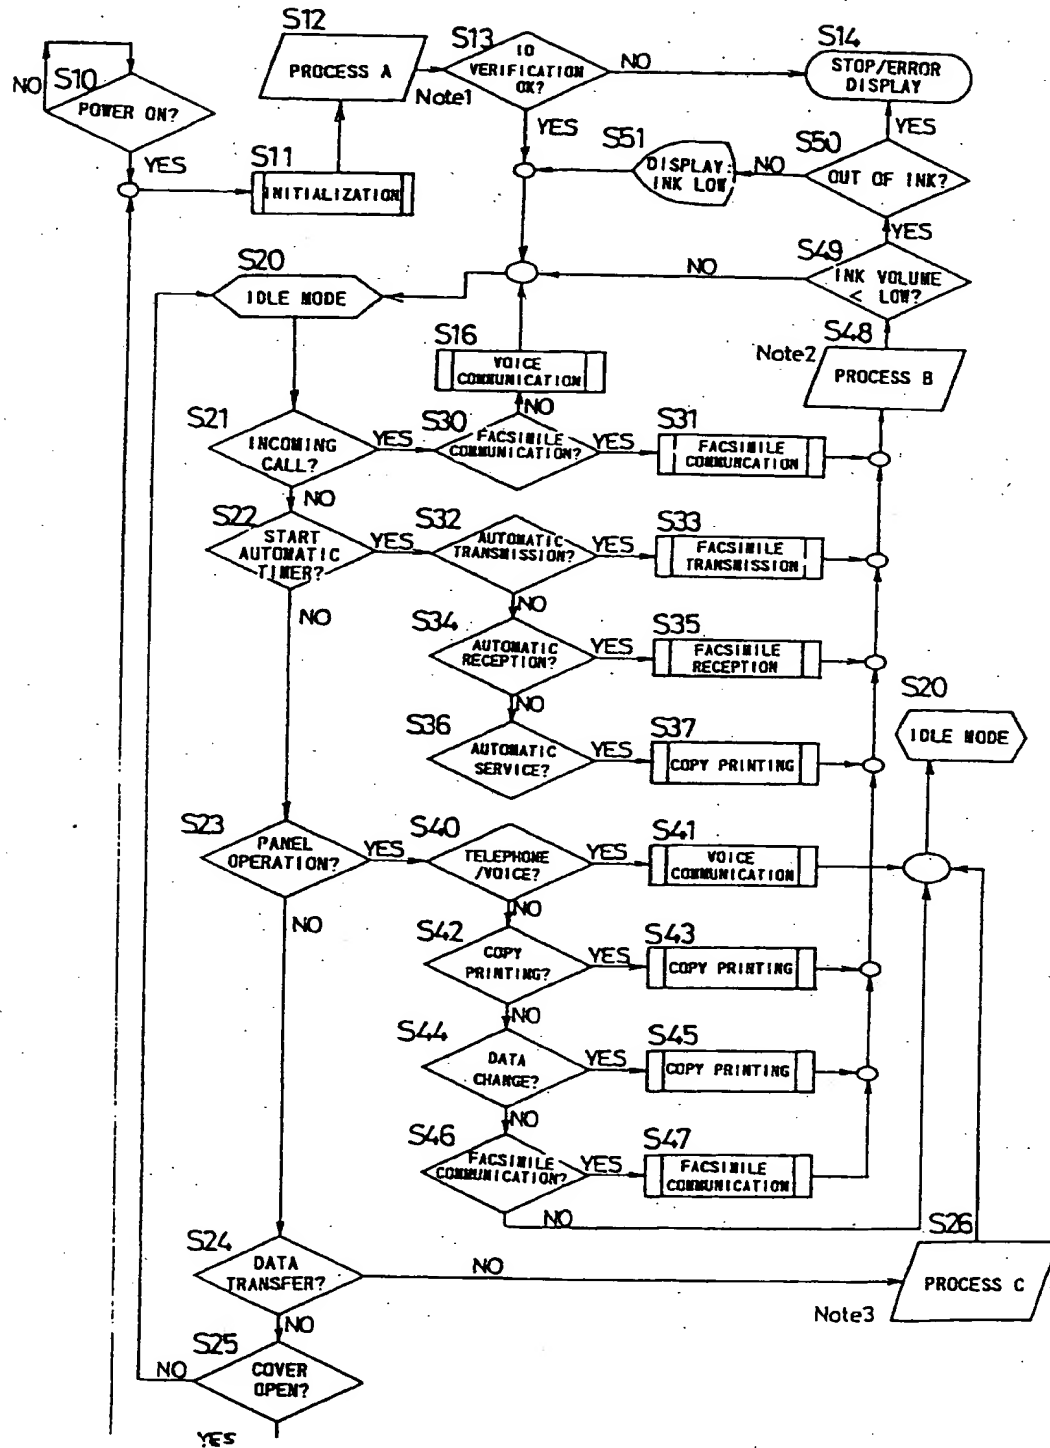 S12
S13
S14
NO
S10
POWER ON?
PROCESS A
Note1
ID
VERIFICATION
OK?
NO
STOP/ERROR
DISPLAY
YES
S11
INITIALIZATION
YES
S51
DISPLAY:
INK LOW
NO
S50
YES
OUT OF INK?
YES
S49
INK VOLUME
< LOW?
NO
S20
IDLE MODE
S16
VOICE
COMMUNICATION
NO
Note2
S48
PROCESS B
S21
INCOMING
CALL?
YES
S30
FACSIMILE
COMMUNICATION?
YES
S31
FACSIMILE
COMMUNCATION
NO
S22
START
AUTOMATIC
TIMER?
YES
S32
AUTOMATIC
TRANSMISSION?
YES
S33
FACSIMILE
TRANSMISSION
NO
NO
S34
AUTOMATIC
RECEPTION?
YES
S35
FACSIMILE
RECEPTION
NO
S36
AUTOMATIC
SERVICE?
YES
S37
COPY PRINTING
S20
IDLE MODE
S23
PANEL
OPERATION?
YES
S40
TELEPHONE
/VOICE?
YES
S41
VOICE
COMMUNICATION
NO
NO
S42
COPY
PRINTING?
YES
S43
COPY PRINTING
NO
S44
DATA
CHANGE?
YES
S45
COPY PRINTING
NO
S46
FACSIMILE
COMMUNICATION?
YES
S47
FACSIMILE
COMMUNICATION
NO
S24
DATA
TRANSFER?
NO
S26
PROCESS C
Note3
NO
S25
COVER
OPEN?
NO
YES